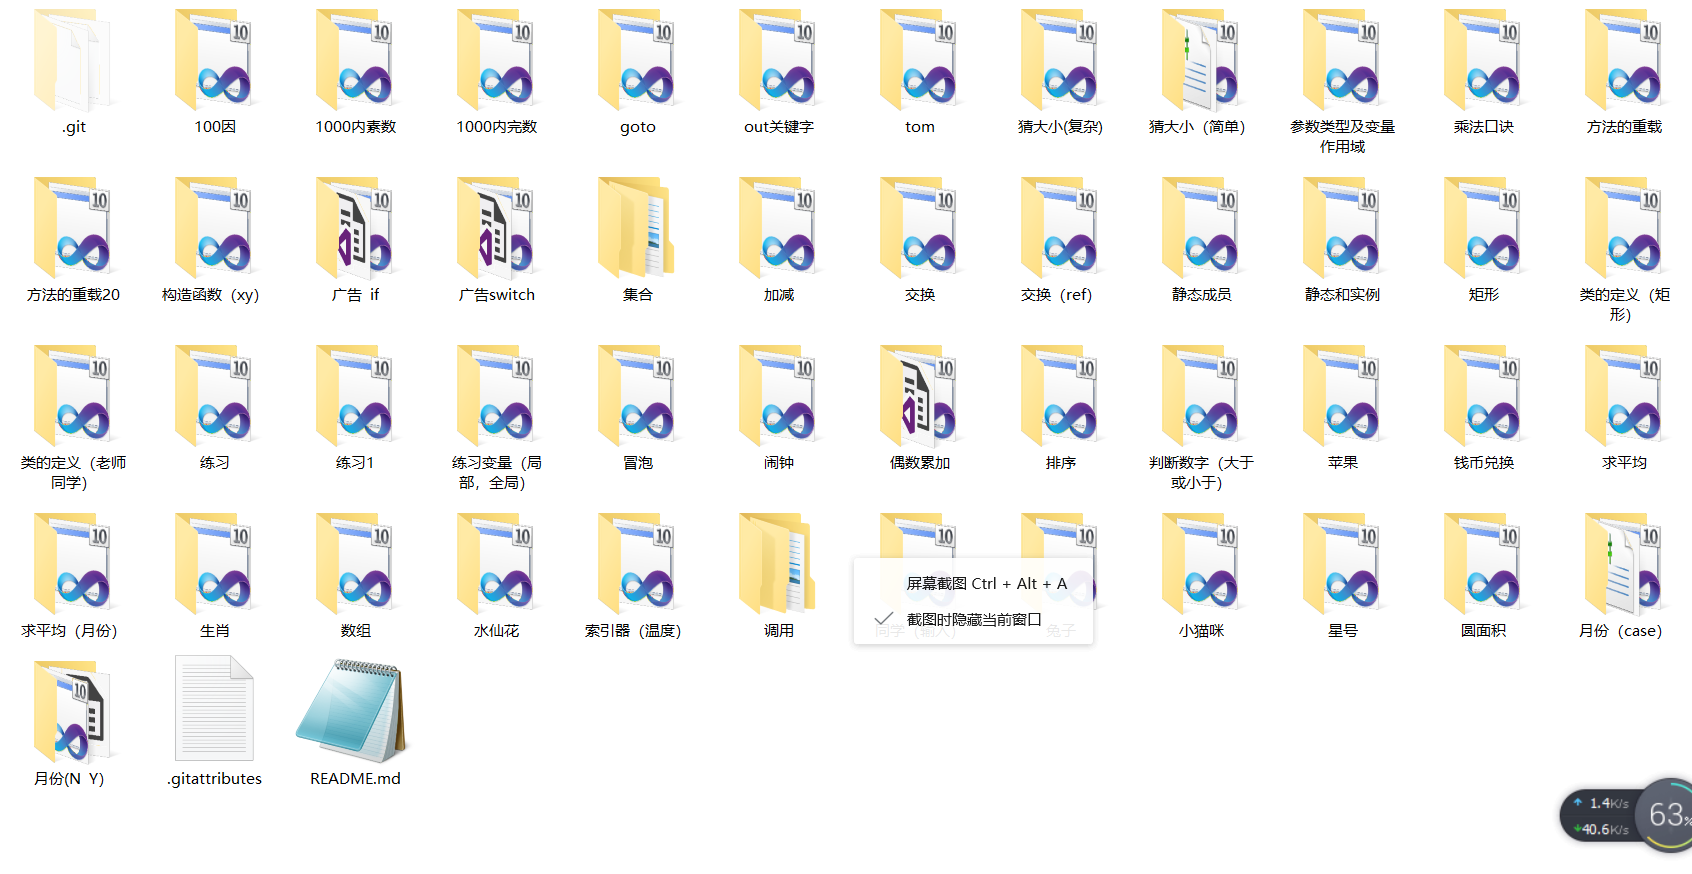 .git
100因
1000内素数
1000内完数
goto
out关键字
tom
猜大小(复杂)
猜大小（简单）
参数类型及变量
作用域
乘法口诀
方法的重载
方法的重载20
构造函数（xy）
广告 if
广告switch
集合
加减
交换
交换（ref）
静态成员
静态和实例
矩形
类的定义（矩
形）
类的定义（老师
同学）
练习
练习1
练习变量（局
部，全局）
冒泡
闹钟
偶数累加
排序
判断数字（大于
或小于）
苹果
钱币兑换
求平均
求平均（月份）
生肖
数组
水仙花
索引器（温度）
调用
屏幕截图 Ctrl + Alt + A
截图时隐藏当前窗口
同学（输入）
兔子
小猫咪
星号
圆面积
月份（case）
月份(N Y)
.gitattributes
README.md
1.4K/s
40.6K/s
63%